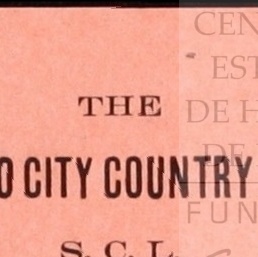 THE
O CITY COUNTRY
S. C. L.
CEN
EST
DE H
DE
FUN